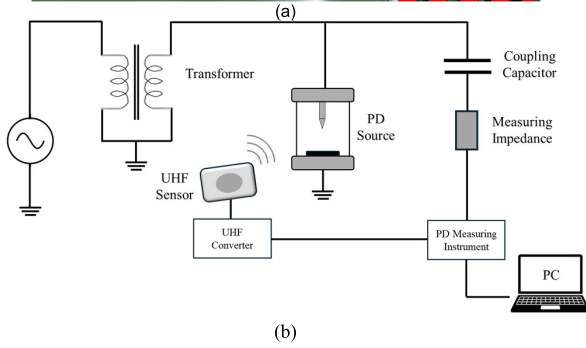 (a)
Transformer
Coupling
Capacitor
Measuring
Impedance
PD
Source
UHF
Sensor
UHF
Converter
PD Measuring
Instrument
PC
(b)